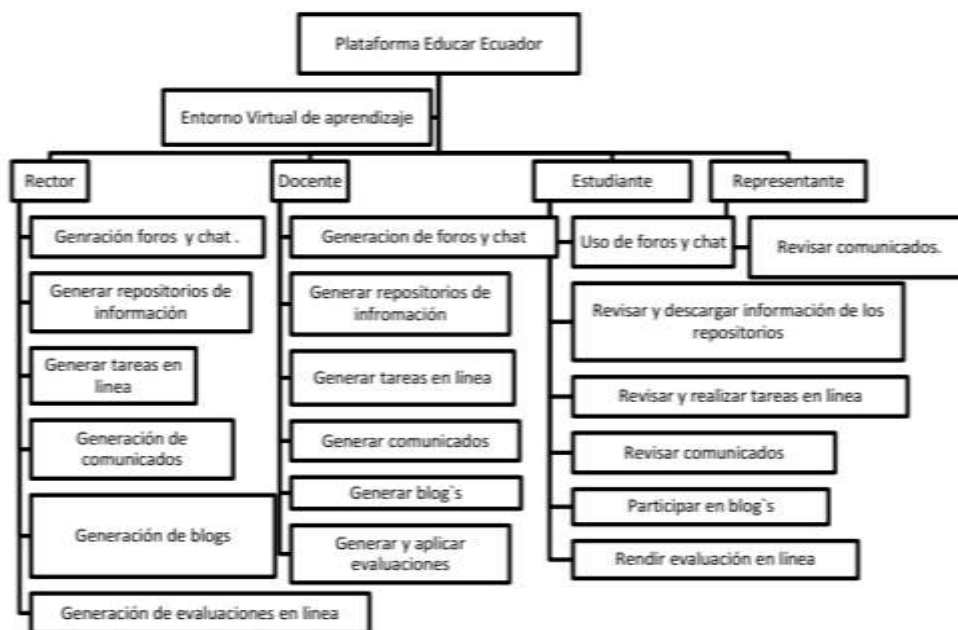 Plataforma Educar Ecuador
Entorno Virtual de aprendizaje
Rector
Genración foros y chat .
Generar repositorios de
información
Generar tareas en
linea
Generación de
comunicados
Generación de blogs
Generación de evaluaciones en linea
Docente
Generacion de foros y chat
Generar repositorios de
infromación
Generar tareas en línea
Generar comunicados
Generar blog`s
Generar y aplicar
evaluaciones
Estudiante
Uso de foros y chat
Revisar y descargar información de los
repositorios
Revisar y realizar tareas en línea
Revisar comunicados
Participar en blog`s
Rendir evaluación en línea
Representante
Revisar comunicados.